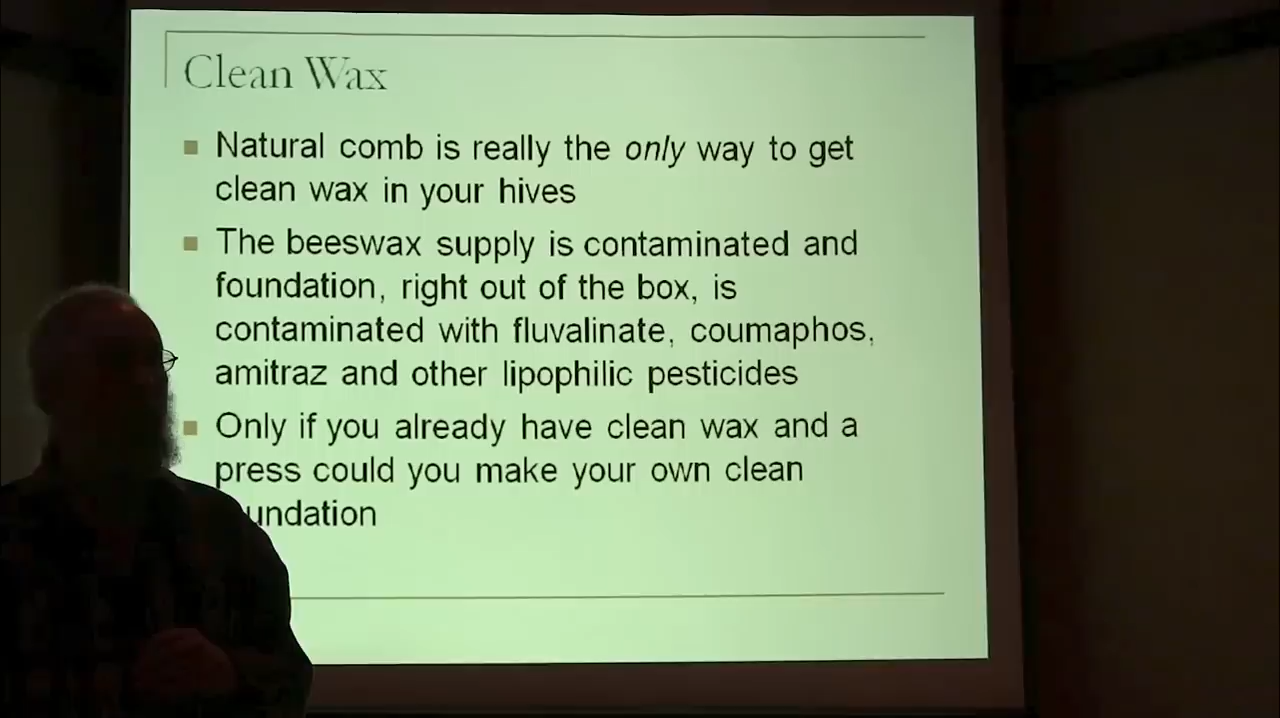 Clean Wax
Natural comb is really the only way to get
clean wax in your hives
The beeswax supply is contaminated and
foundation, right out of the box, is
contaminated with fluvalinate, coumaphos,
amitraz and other lipophilic pesticides
Only if you already have clean wax and a
press could you make your own clean
undation